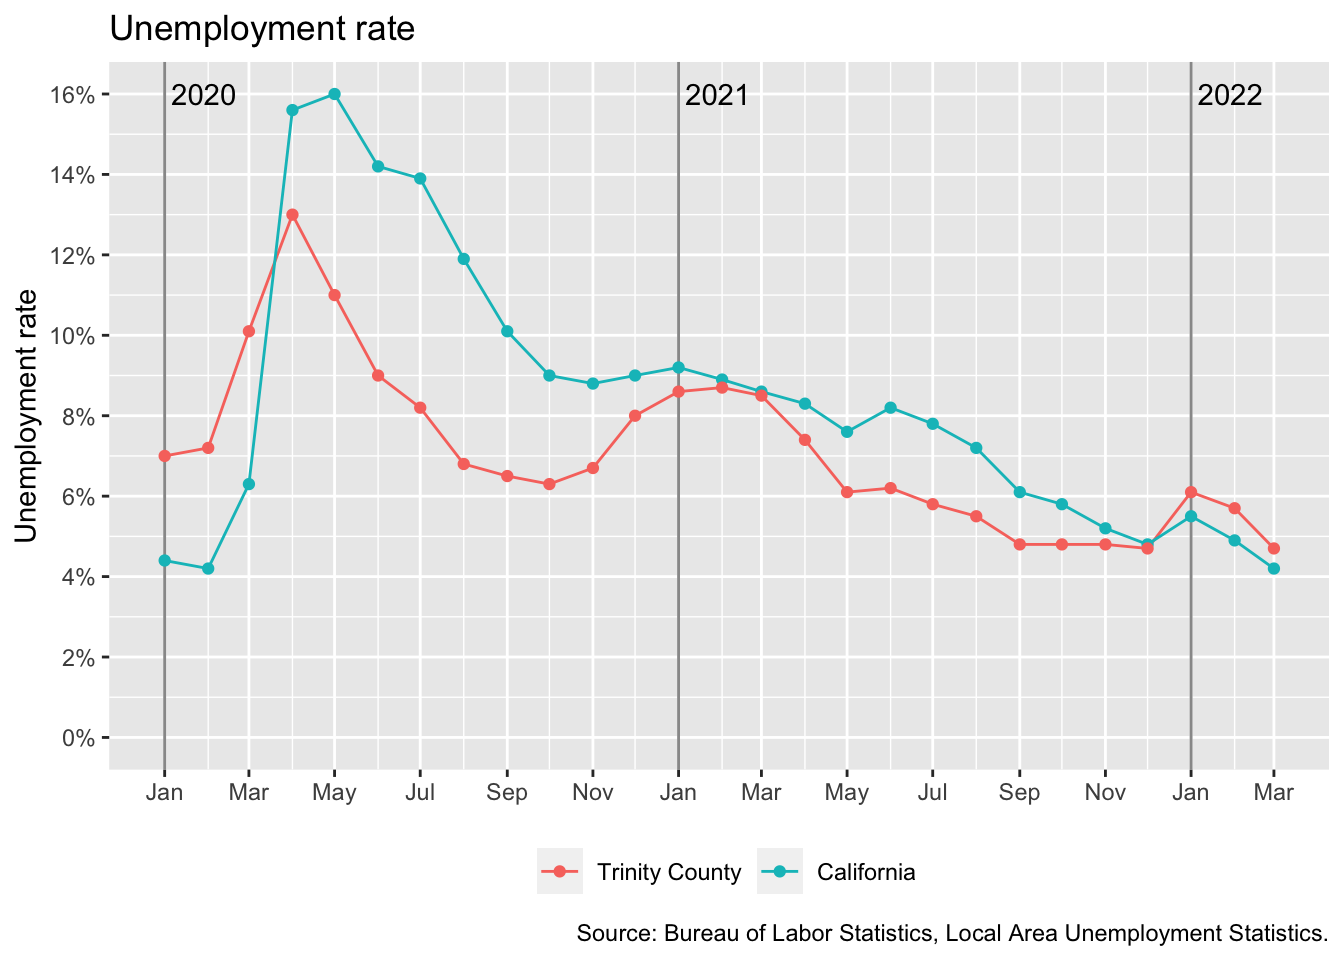 Unemployment rate
2020 2021 2022
Unemployment rate
16%
14%
12%
10%
8%
6%
4%
2%
0%
Jan Mar May Jul Sep Nov Jan Mar May Jul Sep Nov Jan Mar
Trinity County California
Source: Bureau of Labor Statistics, Local Area Unemployment Statistics.